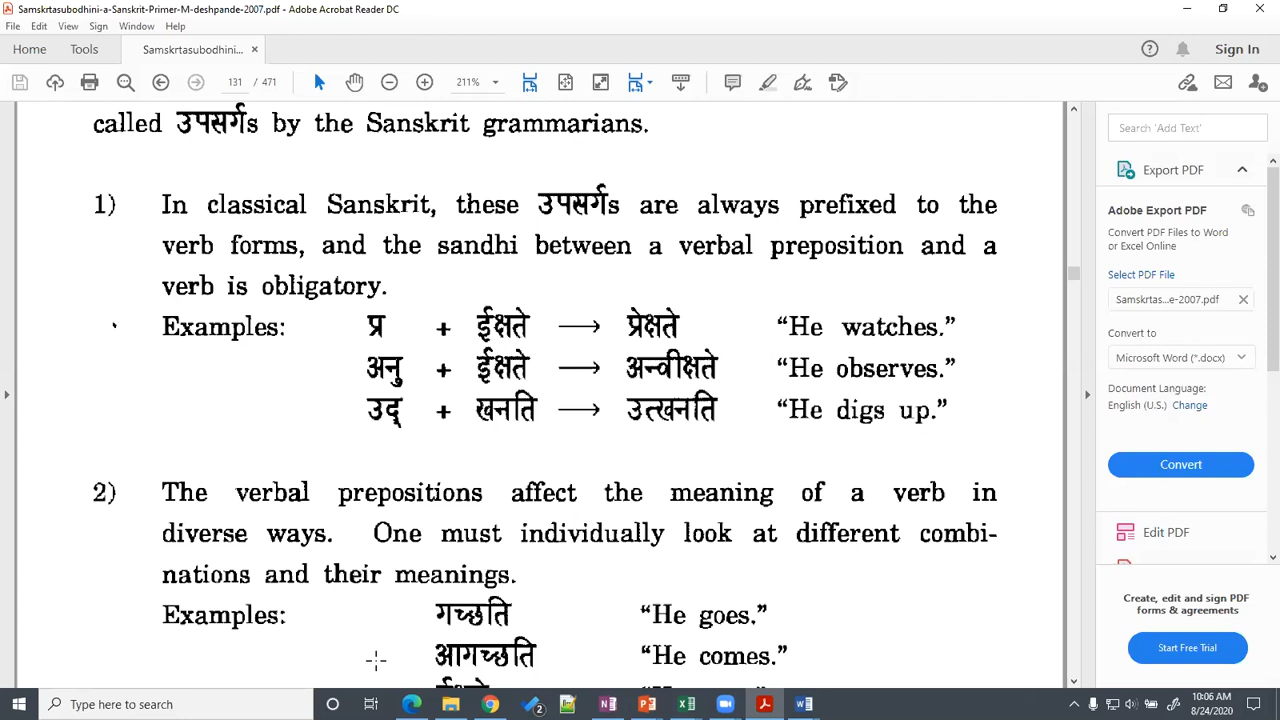 Samskrtasubodhini-a-Sanskrit-Primer-M-deshpande-2007.pdf - Adobe Acrobat Reader DC
File Edit View Sign Window Help
Home Tools Samskrtasubodhini... × Sign In
131 / 471 211%
called उपसर्गs by the Sanskrit grammarians.
1) In classical Sanskrit, these उपसर्गs are always prefixed to the
verb forms, and the sandhi between a verbal preposition and a
verb is obligatory.
Examples: प्र + ईक्षते ⟶ प्रेक्षते “He watches.”
अनु + ईक्षते ⟶ अन्वीक्षते “He observes.”
उद् + खनति ⟶ उत्खनति “He digs up.”
2) The verbal prepositions affect the meaning of a verb in
diverse ways. One must individually look at different combi-
nations and their meanings.
Examples: गच्छति “He goes.”
आगच्छति “He comes.”
Search 'Add Text'
Export PDF
Adobe Export PDF
Convert PDF Files to Word
or Excel Online
Select PDF File
Samskrtas...e-2007.pdf
Convert to
Microsoft Word (*.docx)
Document Language:
English (U.S.) Change
Convert
Edit PDF
Create, edit and sign PDF
forms & agreements
Start Free Trial
Type here to search
2
10:06 AM
8/24/2020